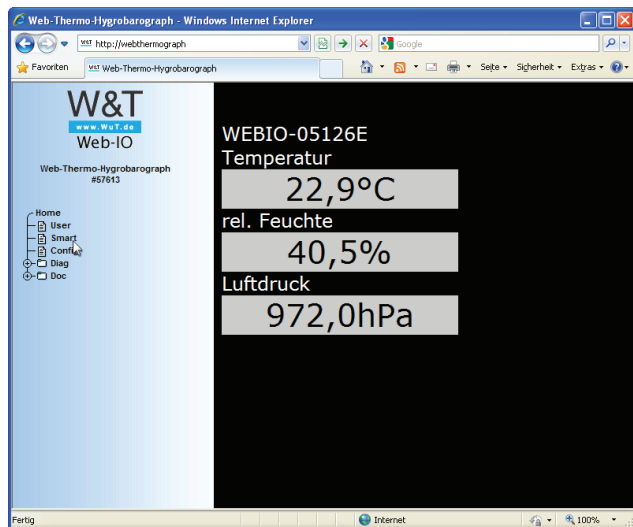 Web-Thermo-Hygrobarograph - Windows Internet Explorer
W&T http://webthermograph
Google
Favoriten
W&T Web-Thermo-Hygrobarograph
Seite
Sicherheit
Extras
W&T
www.WuT.de
Web-IO
Web-Thermo-Hygrobarograph
#57613
Home
User
Smart
Config
Diag
Doc
WEBIO-05126E
Temperatur
22,9°C
rel. Feuchte
40,5%
Luftdruck
972,0hPa
Fertig
Internet
100%